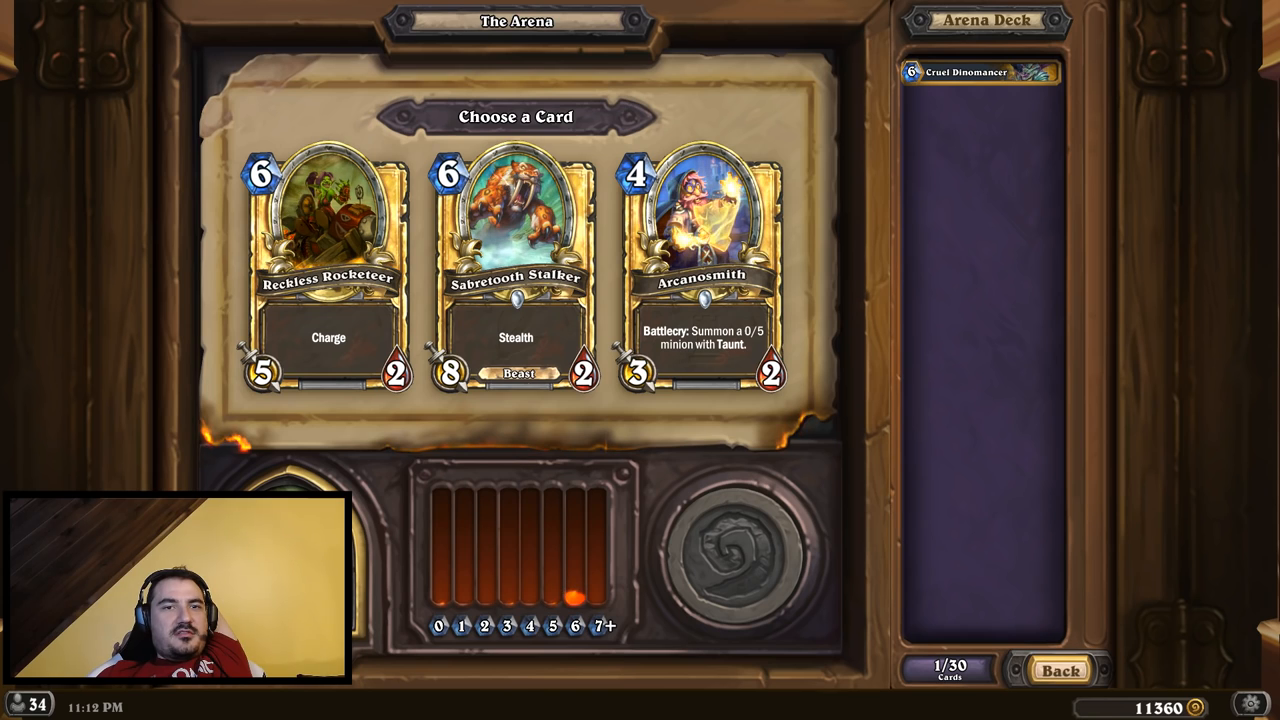 The Arena
Arena Deck
6 Cruel Dinomancer
Choose a Card
6
Reckless Rocketeer
Charge
5 2
6
Sabretooth Stalker
Stealth
8 Beast 2
4
Arcanosmith
Battlecry: Summon a 0/5
minion with Taunt.
3 2
0 1 2 3 4 5 6 7+
1/30
Cards
Back
34 11:12 PM
11360